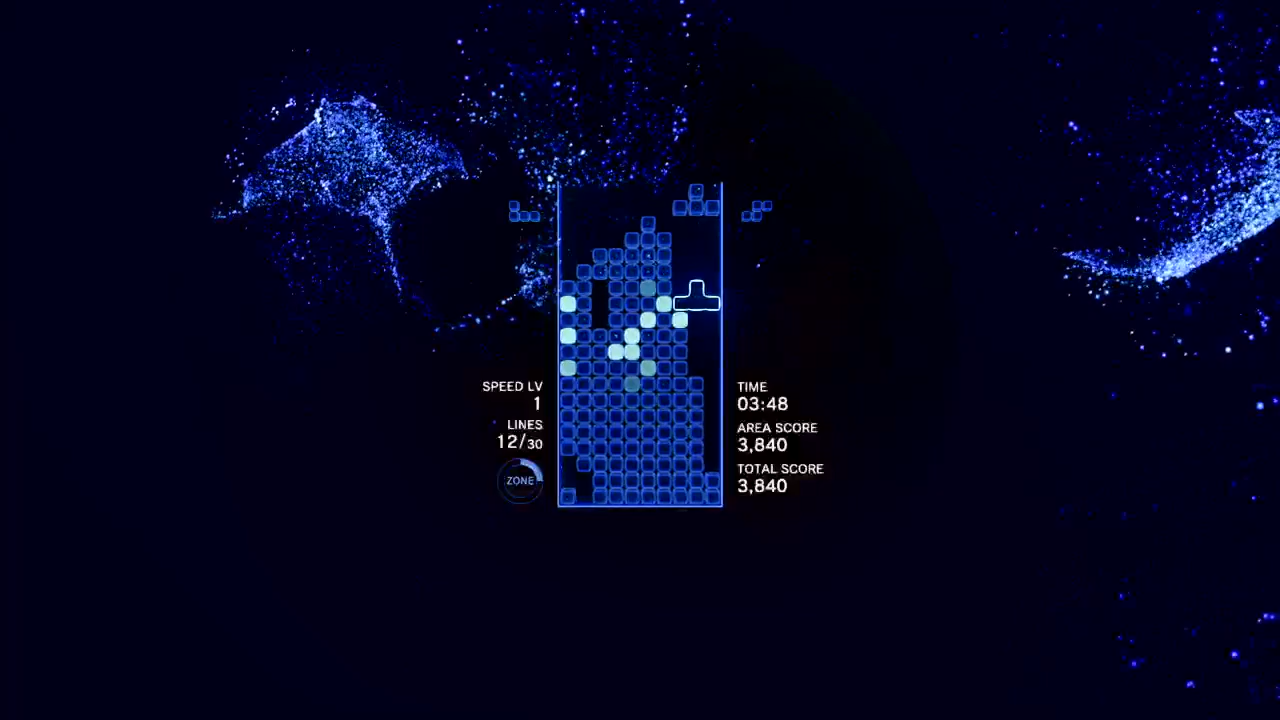 SPEED LV
1
LINES
12/30
ZONE
TIME
03:48
AREA SCORE
3,840
TOTAL SCORE
3,840